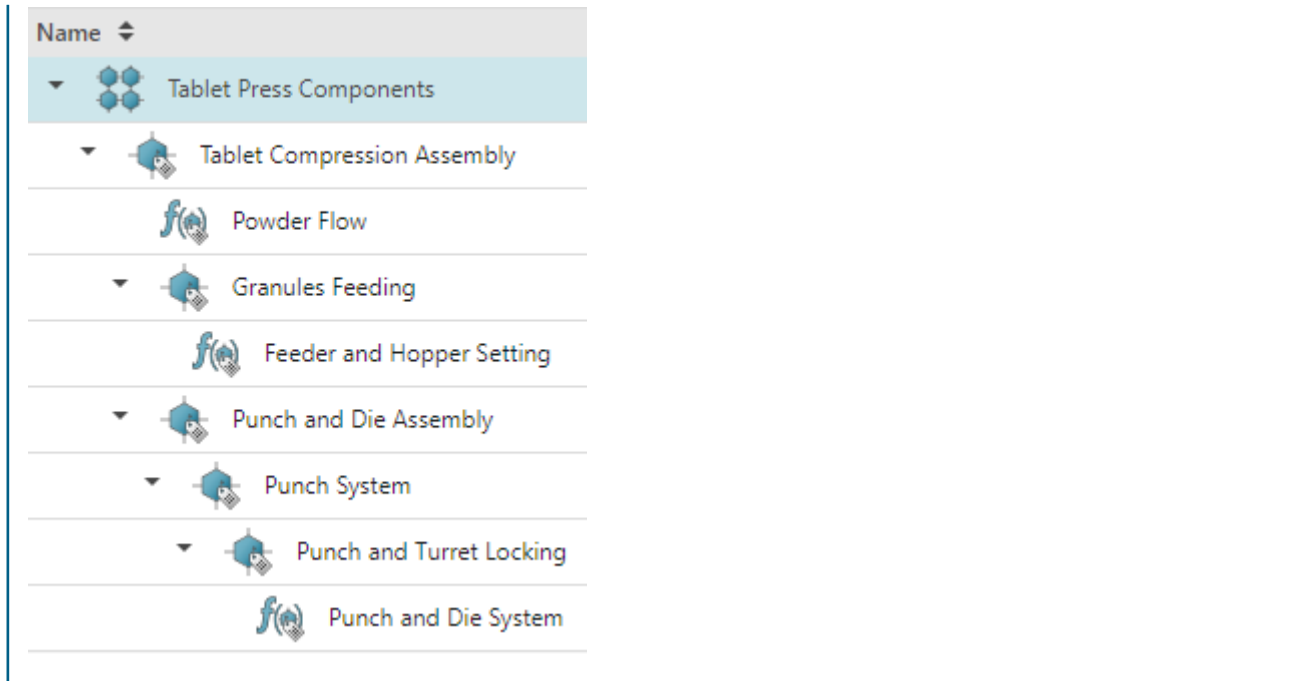 Name
Tablet Press Components
Tablet Compression Assembly
f() Powder Flow
Granules Feeding
f() Feeder and Hopper Setting
Punch and Die Assembly
Punch System
Punch and Turret Locking
f() Punch and Die System